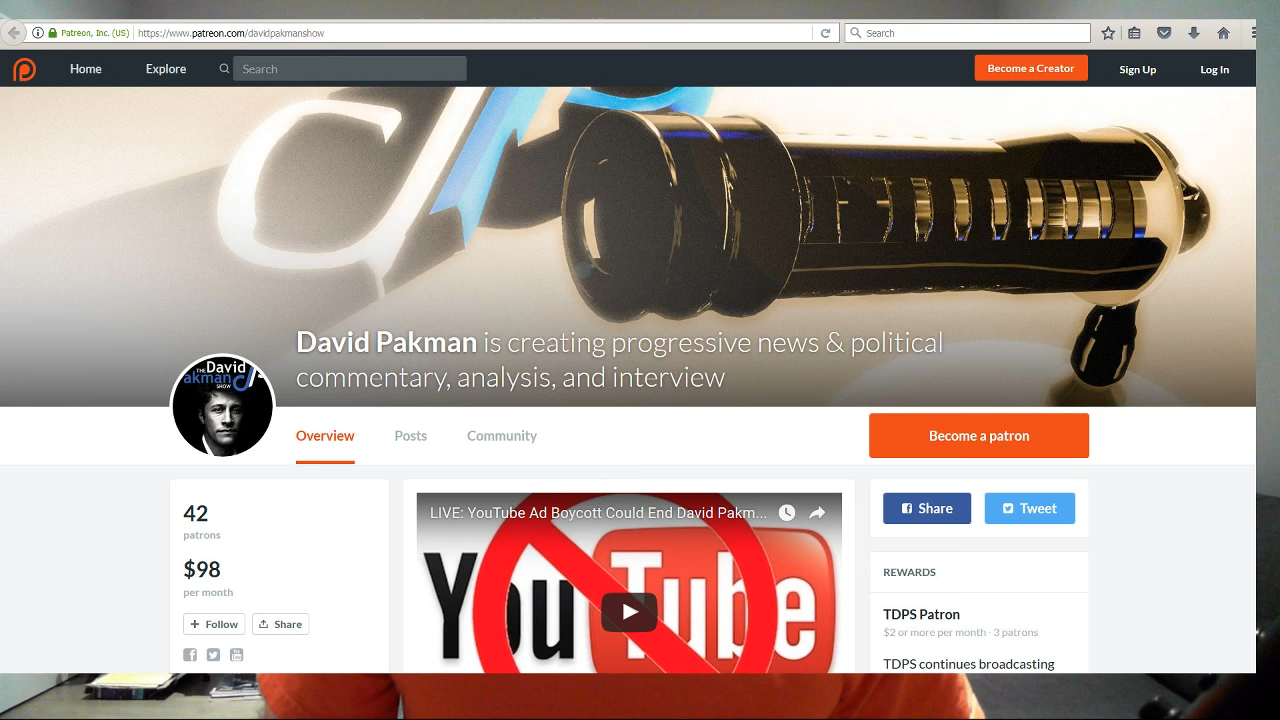 Patreon, Inc. (US) https://www.patreon.com/davidpakmanshow Search
Home Explore Search Become a Creator Sign Up Log In
David Pakman is creating progressive news & political
commentary, analysis, and interview
THE David
akman
SHOW
Overview Posts Community Become a patron
42
patrons
$98
per month
+ Follow Share
LIVE: YouTube Ad Boycott Could End David Pakm...
YouTube
Share Tweet
REWARDS
TDPS Patron
$2 or more per month · 3 patrons
TDPS continues broadcasting